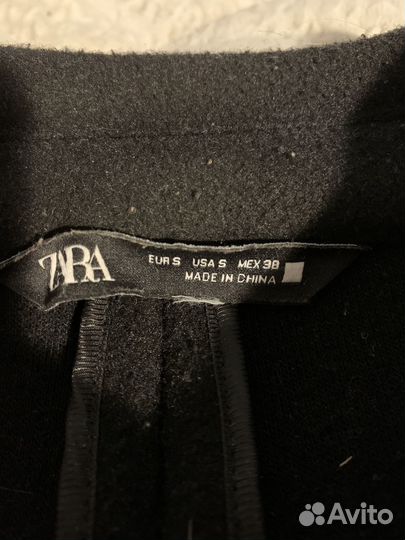 ZARA
EUR S USA S MEX 38
MADE IN CHINA
Avito